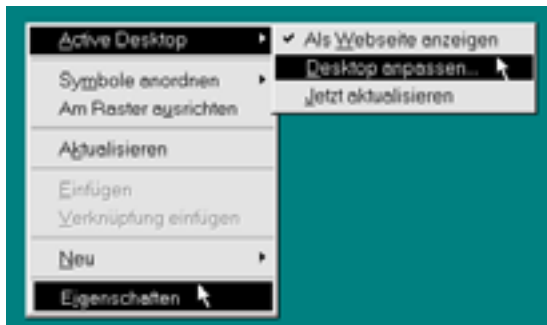 Active Desktop
Als Webseite anzeigen
Desktop anpassen...
Jetzt aktualisieren
Symbole anordnen
Am Raster ausrichten
Aktualisieren
Einfügen
Verknüpfung einfügen
Neu
Eigenschaften